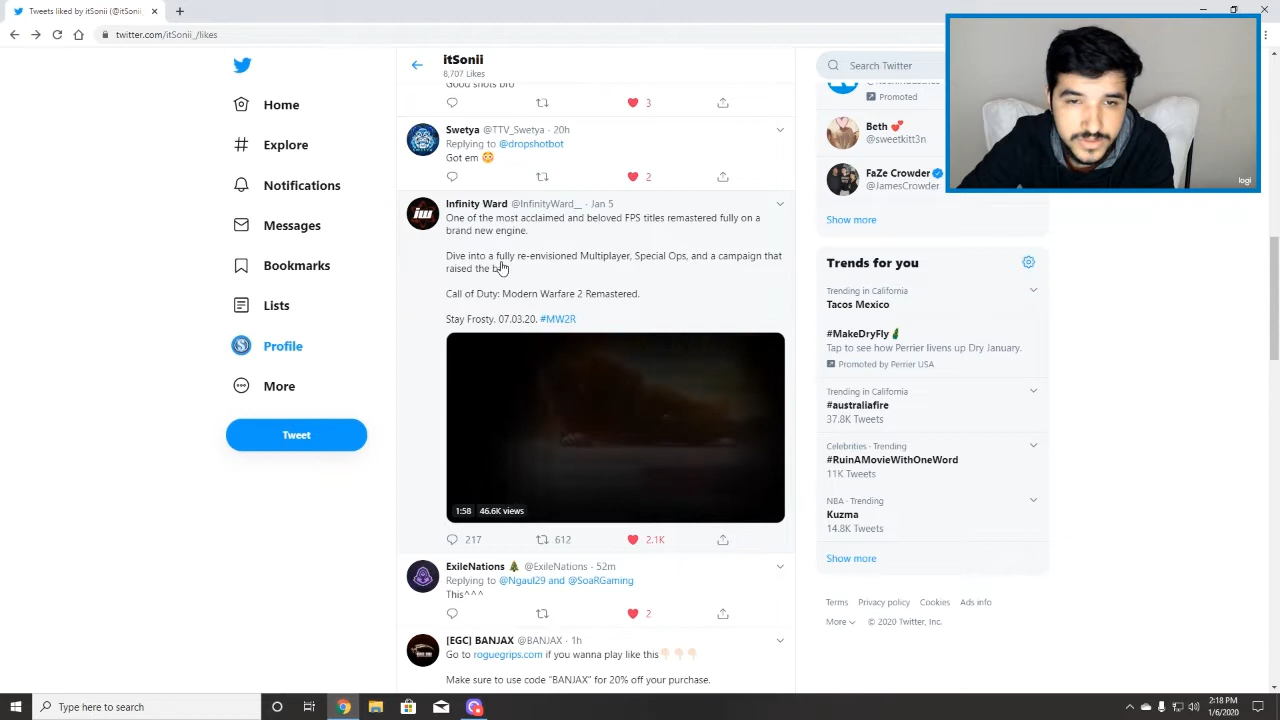 Tweets liked by itSonii (@itSonii_
twitter.com/itSonii_/likes
Home
Explore
Notifications
Messages
Bookmarks
Lists
Profile
More
Tweet
itSonii
8,707 Likes
Good shots bro
3
Swetya @TTV_Swetya · 20h
Replying to @dropshotbot
Got em
2
Infinity Ward @InfinityWard__ · Jan 5
One of the most acclaimed and beloved FPS titles remastered fully on a
brand new engine.
Dive into a fully re-envisioned Multiplayer, Special Ops, and a campaign that
raised the b
Call of Duty: Modern Warfare 2 Remastered.
Stay Frosty. 07.03.20. #MW2R
1:58 46.6K views
217 612 2.1K
ExileNations @ExileNations · 52m
Replying to @Ngaul29 and @SoaRGaming
This^^^
2
[EGC] BANJAX @BANJAX · 1h
Go to roguegrips.com if you wanna play like this
Make sure to use code "BANJAX" for 20% off your purchase.
Search Twitter
Promoted
Beth
@sweetkitt3n
FaZe Crowder
@JamesCrowder
Show more
Trends for you
Trending in California
Tacos Mexico
#MakeDryFly
Tap to see how Perrier livens up Dry January.
Promoted by Perrier USA
Trending in California
#australiafire
37.8K Tweets
Celebrities · Trending
#RuinAMovieWithOneWord
11K Tweets
NBA · Trending
Kuzma
14.8K Tweets
Show more
Terms Privacy policy Cookies Ads info
More © 2020 Twitter, Inc.
logi
Type here to search
2:18 PM
1/6/2020